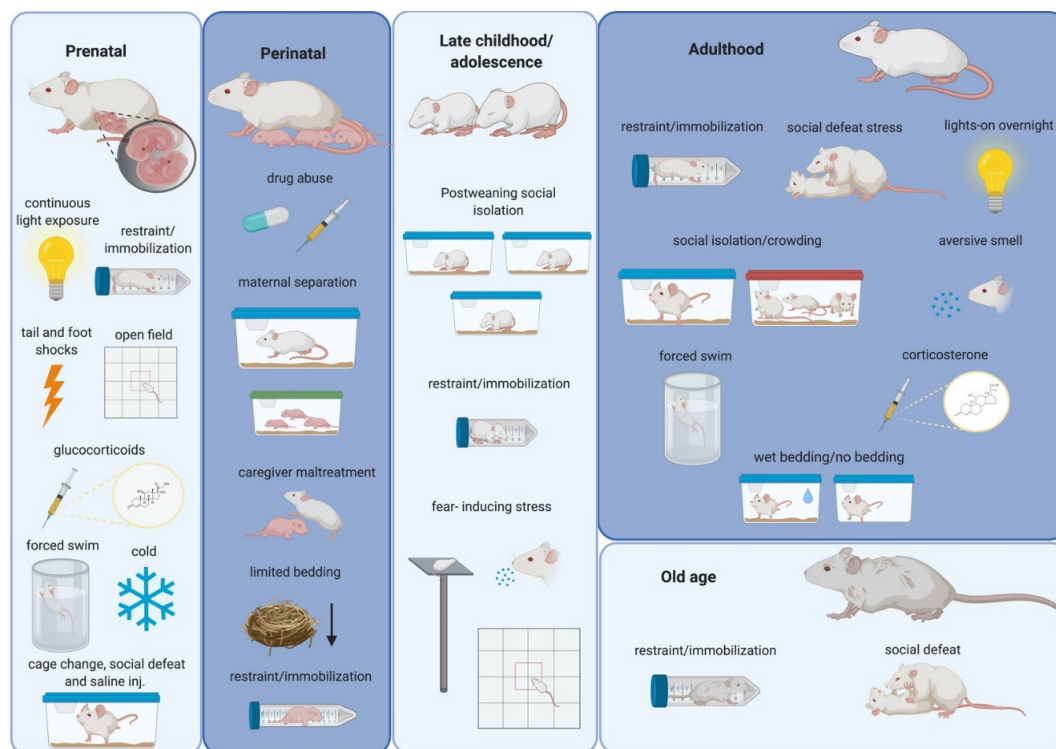 Prenatal
continuous
light exposure
restraint/
immobilization
tail and foot
shocks
open field
glucocorticoids
forced swim
cold
cage change, social defeat
and saline inj.
Perinatal
drug abuse
maternal separation
caregiver maltreatment
limited bedding
restraint/immobilization
Late childhood/
adolescence
Postweaning social
isolation
restraint/immobilization
fear- inducing stress
Adulthood
restraint/immobilization
social defeat stress
lights-on overnight
social isolation/crowding
aversive smell
forced swim
corticosterone
wet bedding/no bedding
Old age
restraint/immobilization
social defeat